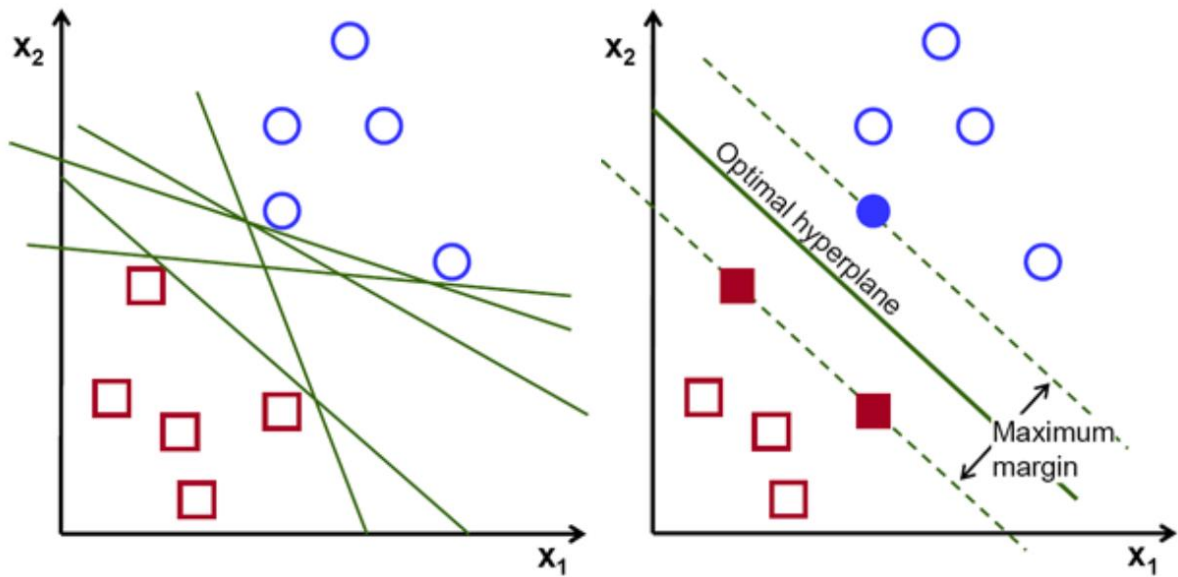 x₂
x₁
x₂
Optimal hyperplane
Maximum
margin
x₁